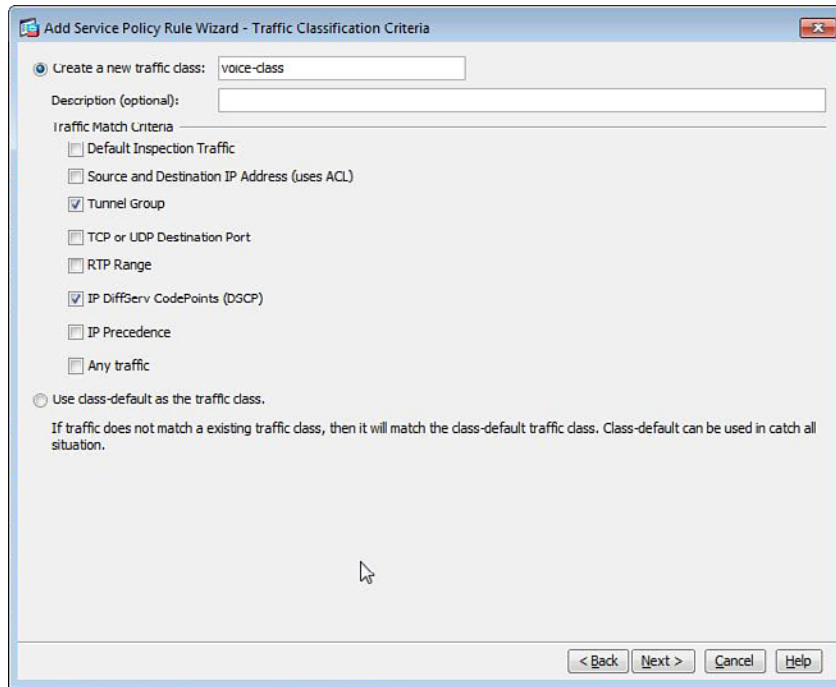 Add Service Policy Rule Wizard - Traffic Classification Criteria
Create a new traffic class: voice-class
Description (optional):
Traffic Match Criteria
Default Inspection Traffic
Source and Destination IP Address (uses ACL)
Tunnel Group
TCP or UDP Destination Port
RTP Range
IP DiffServ CodePoints (DSCP)
IP Precedence
Any traffic
Use class-default as the traffic class.
If traffic does not match a existing traffic class, then it will match the class-default traffic class. Class-default can be used in catch all
situation.
< Back Next > Cancel Help